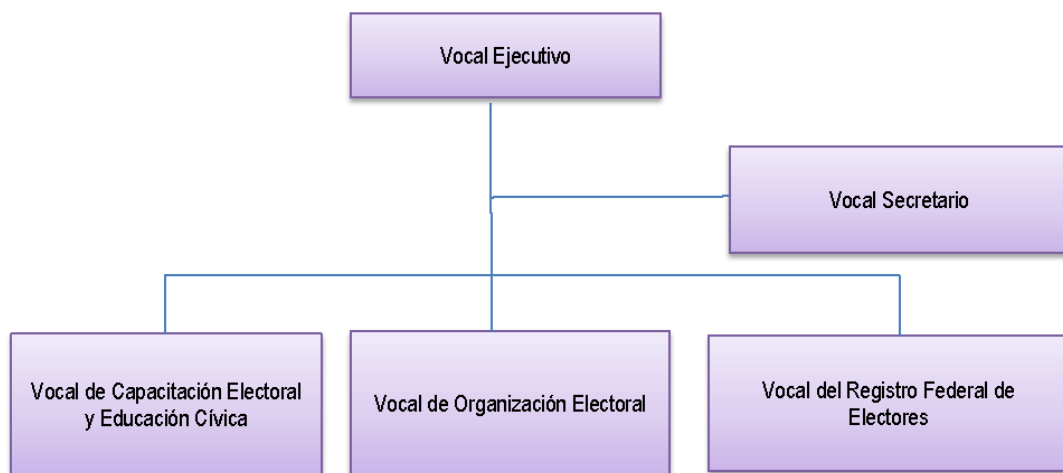 Vocal Ejecutivo
Vocal Secretario
Vocal de Capacitación Electoral
y Educación Cívica
Vocal de Organización Electoral
Vocal del Registro Federal de
Electores